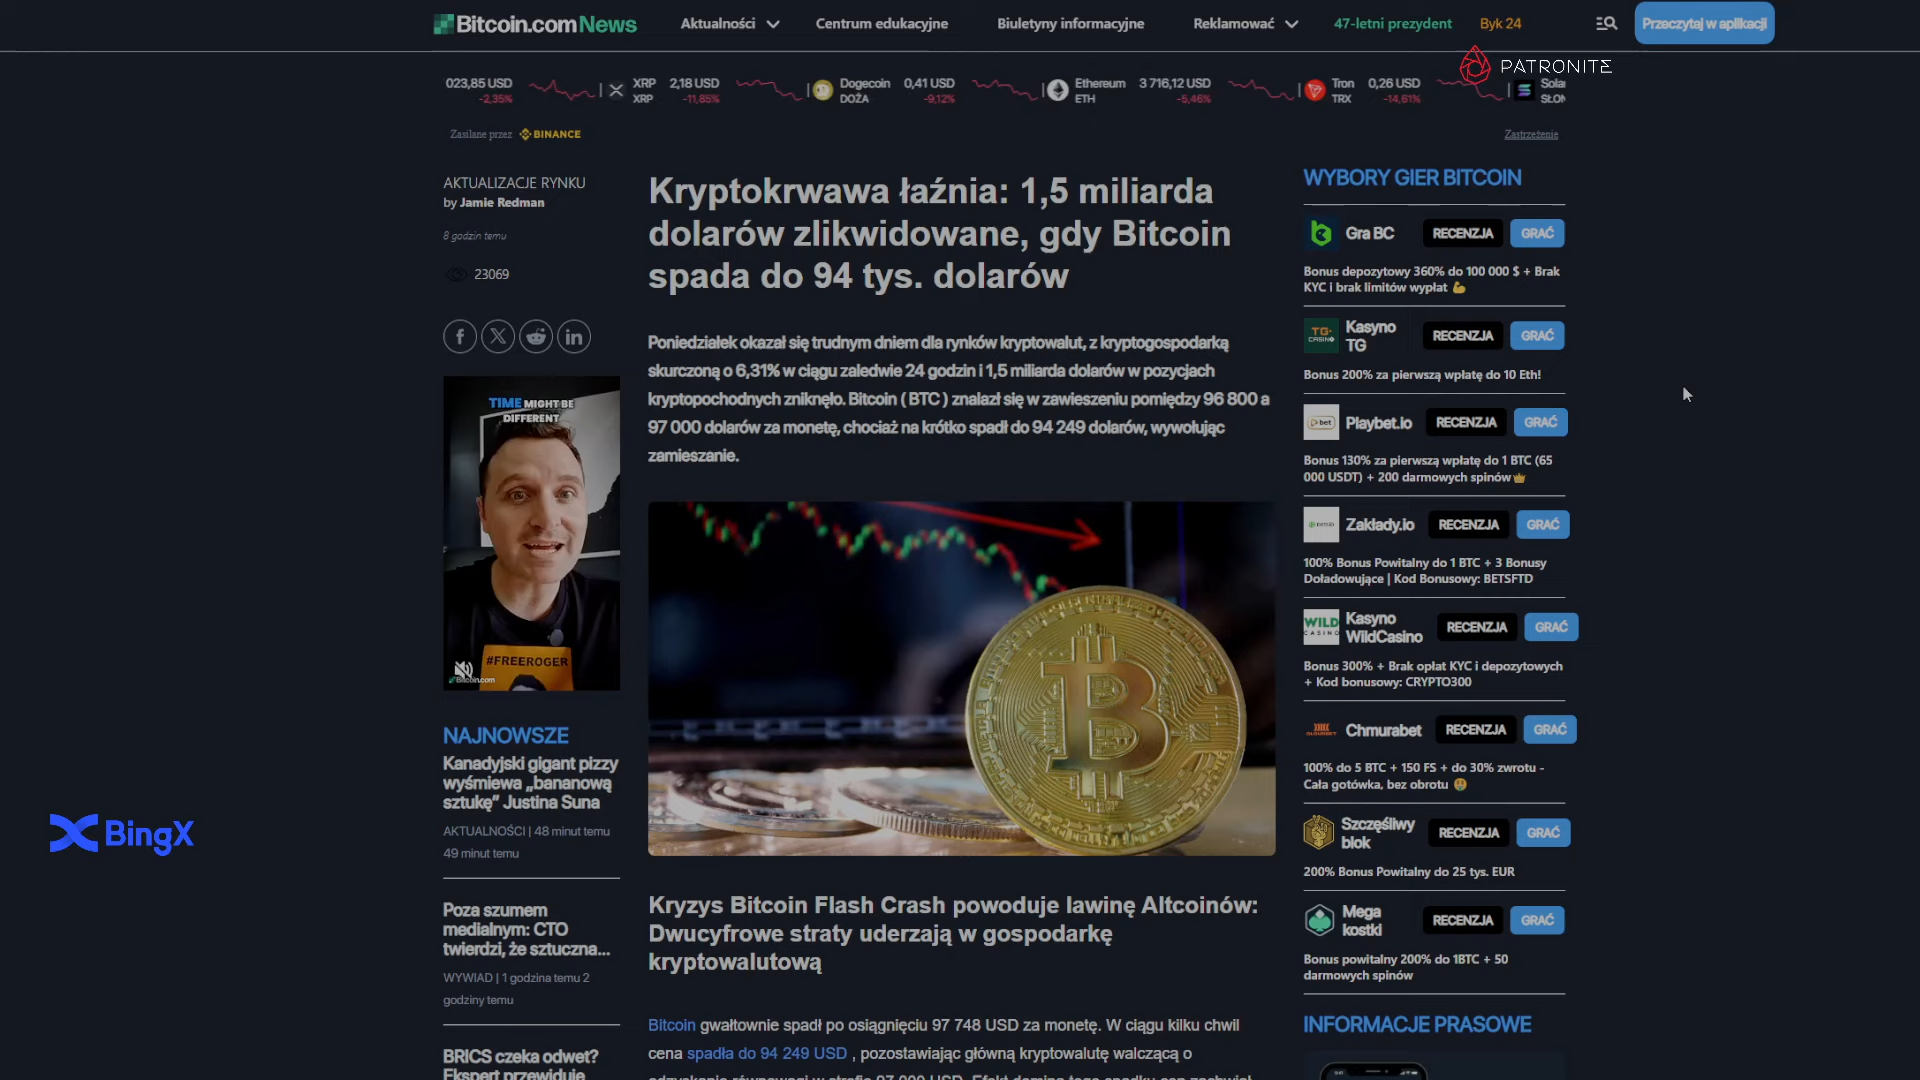 Bitcoin.com News
Aktualności
Centrum edukacyjne
Biuletyny informacyjne
Reklamować
47-letni prezydent
Byk 24
Przeczytaj w aplikacji
PATRONITE
023,85 USD
-2,35%
XRP
XRP
2,18 USD
-11,85%
Dogecoin
DOŻA
0,41 USD
-9,12%
Ethereum
ETH
3 716,12 USD
-5,46%
Tron
TRX
0,26 USD
-14,61%
Zasilane przez BINANCE
Zastrzeżenie
AKTUALIZACJE RYNKU
by Jamie Redman
8 godzin temu
23069
TIME MIGHT BE
DIFFERENT
#FREEROGER
Bitcoin.com
NAJNOWSZE
Kanadyjski gigant pizzy
wyśmiewa „bananową
sztukę” Justina Suna
AKTUALNOŚCI | 48 minut temu
49 minut temu
Poza szumem
medialnym: CTO
twierdzi, że sztuczna...
WYWIAD | 1 godzina temu 2
godziny temu
BRICS czeka odwet?
Ekspert przewiduje
BingX
Kryptokrwawa łaźnia: 1,5 miliarda
dolarów zlikwidowane, gdy Bitcoin
spada do 94 tys. dolarów
Poniedziałek okazał się trudnym dniem dla rynków kryptowalut, z kryptogospodarką
skurczoną o 6,31% w ciągu zaledwie 24 godzin i 1,5 miliarda dolarów w pozycjach
kryptopochodnych zniknęło. Bitcoin ( BTC ) znalazł się w zawieszeniu pomiędzy 96 800 a
97 000 dolarów za monetę, chociaż na krótko spadł do 94 249 dolarów, wywołując
zamieszanie.
Kryzys Bitcoin Flash Crash powoduje lawinę Altcoinów:
Dwucyfrowe straty uderzają w gospodarkę
kryptowalutową
Bitcoin gwałtownie spadł po osiągnięciu 97 748 USD za monetę. W ciągu kilku chwil
cena spadła do 94 249 USD , pozostawiając główną kryptowalutę walczącą o
WYBORY GIER BITCOIN
Gra BC
RECENZJA
GRAĆ
Bonus depozytowy 360% do 100 000 $ + Brak
KYC i brak limitów wypłat 💪
TG.
CASINO
Kasyno
TG
RECENZJA
GRAĆ
Bonus 200% za pierwszą wpłatę do 10 Eth!
bet
Playbet.io
RECENZJA
GRAĆ
Bonus 130% za pierwszą wpłatę do 1 BTC (65
000 USDT) + 200 darmowych spinów👑
Zakłady.io
RECENZJA
GRAĆ
100% Bonus Powitalny do 1 BTC + 3 Bonusy
Doładowujące | Kod Bonusowy: BETSFTD
WILD
CASINO
Kasyno
WildCasino
RECENZJA
GRAĆ
Bonus 300% + Brak opłat KYC i depozytowych
+ Kod bonusowy: CRYPTO300
Chmurabet
RECENZJA
GRAĆ
100% do 5 BTC + 150 FS + do 30% zwrotu -
Cała gotówka, bez obrotu 🤑
Szczęśliwy
blok
RECENZJA
GRAĆ
200% Bonus Powitalny do 25 tys. EUR
Mega
kostki
RECENZJA
GRAĆ
Bonus powitalny 200% do 1BTC + 50
darmowych spinów
INFORMACJE PRASOWE